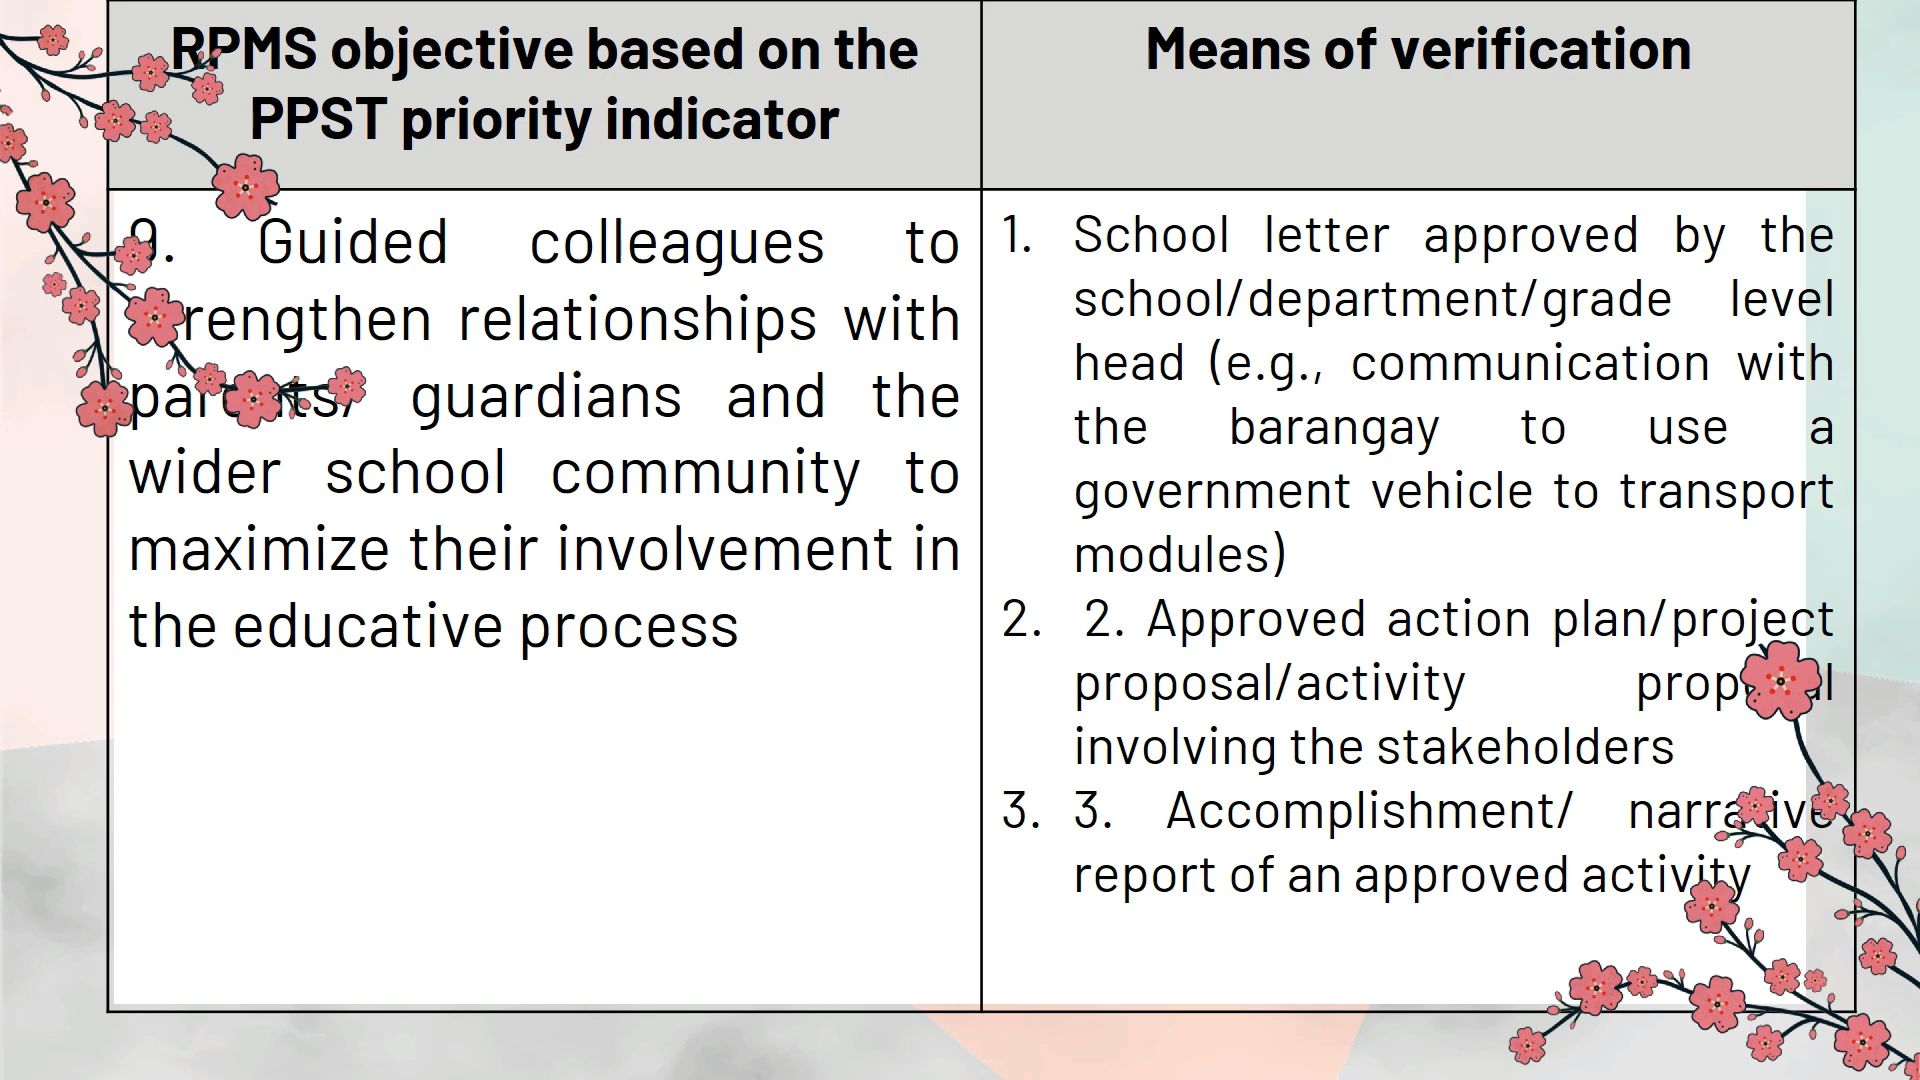 RPMS objective based on the
PPST priority indicator
Means of verification
9. Guided colleagues to
rengthen relationships with
guardians and the
wider school community to
maximize their involvement in
the educative process
1. School letter approved by the
school/department/grade level
head (e.g., communication with
the barangay to use a
government vehicle to transport
modules)
2. 2. Approved action plan/project
proposal/activity proposal
involving the stakeholders
3. 3. Accomplishment/ narrative
report of an approved activity